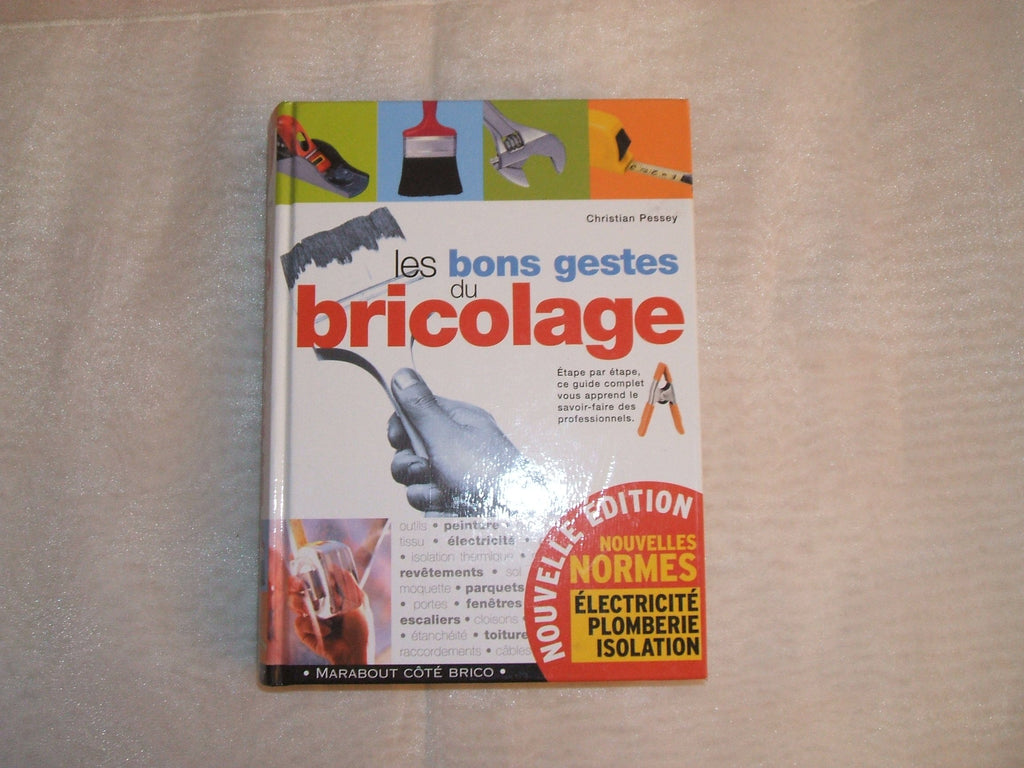 Christian Pessey
les bons gestes
du
bricolage
Étape par étape,
ce guide complet
vous apprend le
savoir-faire des
professionnels.
outils • peinture •
tissu • électricité •
• isolation thermique •
revêtements • sol
moquette • parquets
• portes • fenêtres
escaliers • cloisons •
• étanchéité • toiture
raccordements • câbles
NOUVELLE ÉDITION
NOUVELLES
NORMES
ÉLECTRICITÉ
PLOMBERIE
ISOLATION
• MARABOUT CÔTÉ BRICO •